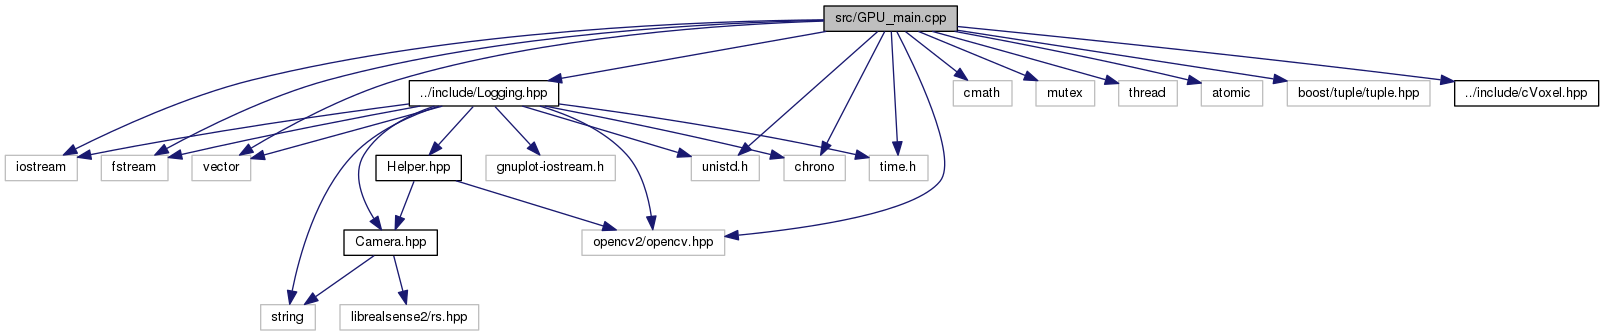 src/GPU_main.cpp
../include/Logging.hpp
cmath
mutex
thread
atomic
boost/tuple/tuple.hpp
../include/cVoxel.hpp
iostream
fstream
vector
Helper.hpp
gnuplot-iostream.h
unistd.h
chrono
time.h
Camera.hpp
opencv2/opencv.hpp
string
librealsense2/rs.hpp